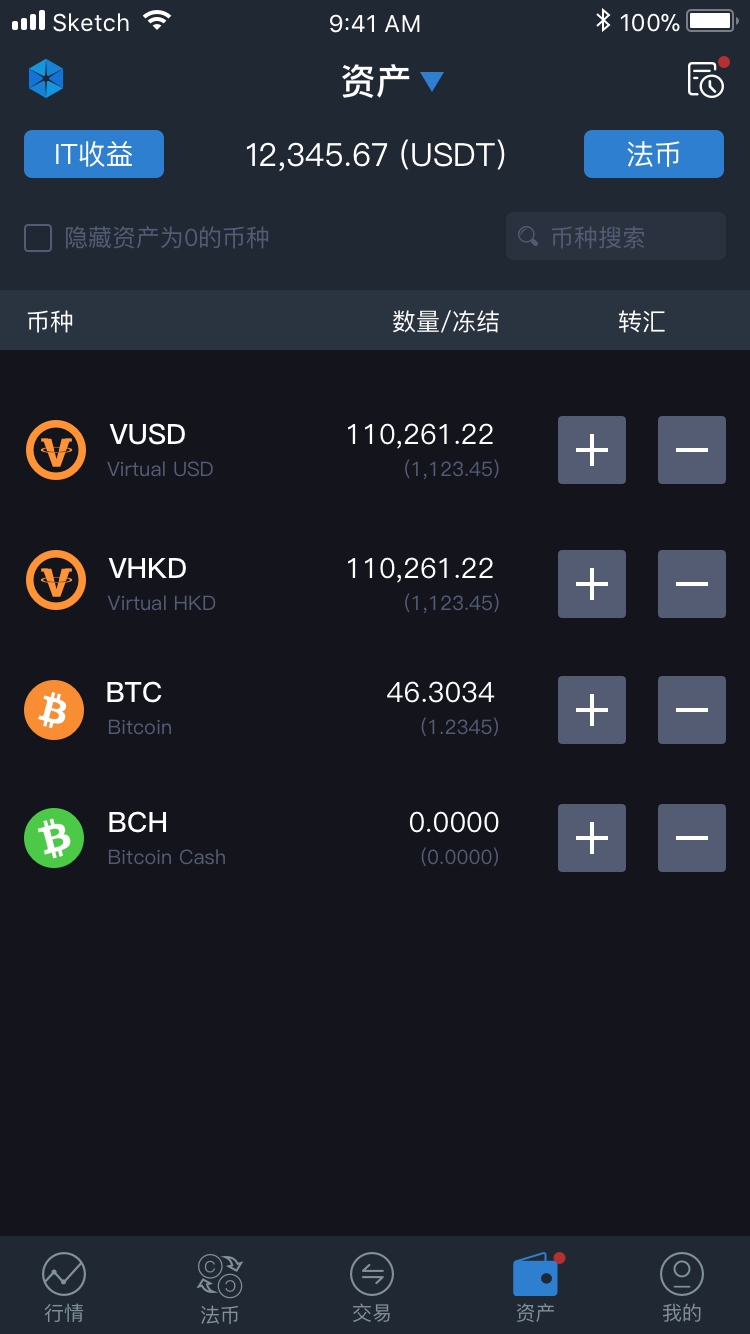 Sketch 9:41 AM 100%
资产
IT收益 12,345.67 (USDT) 法币
隐藏资产为0的币种 币种搜索
币种 数量/冻结 转汇
VUSD 110,261.22
Virtual USD (1,123.45)
VHKD 110,261.22
Virtual HKD (1,123.45)
BTC 46.3034
Bitcoin (1.2345)
BCH 0.0000
Bitcoin Cash (0.0000)
行情 法币 交易 资产 我的